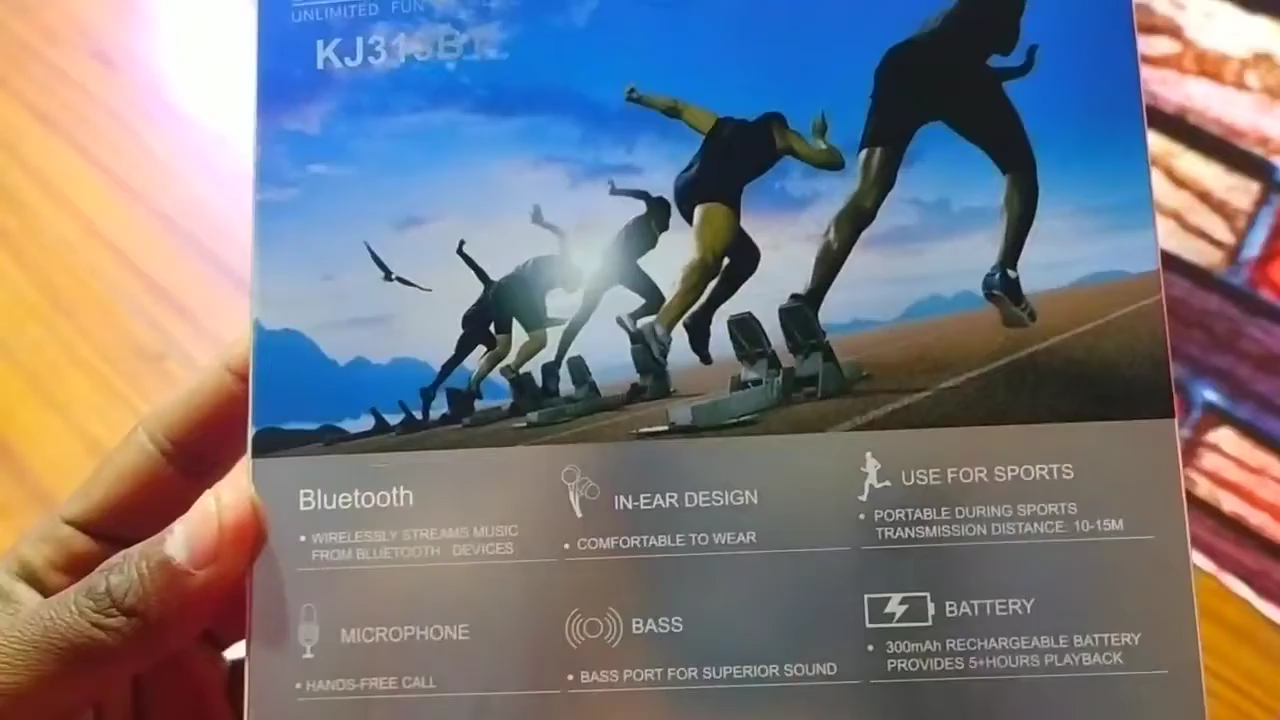 UNLIMITED FUN
Bluetooth
• WIRELESSLY STREAMS MUSIC
FROM BLUETOOTH DEVICES
IN-EAR DESIGN
• COMFORTABLE TO WEAR
USE FOR SPORTS
• PORTABLE DURING SPORTS
TRANSMISSION DISTANCE: 10-15M
MICROPHONE
• HANDS-FREE CALL
BASS
• BASS PORT FOR SUPERIOR SOUND
BATTERY
• 300mAh RECHARGEABLE BATTERY
PROVIDES 5+HOURS PLAYBACK